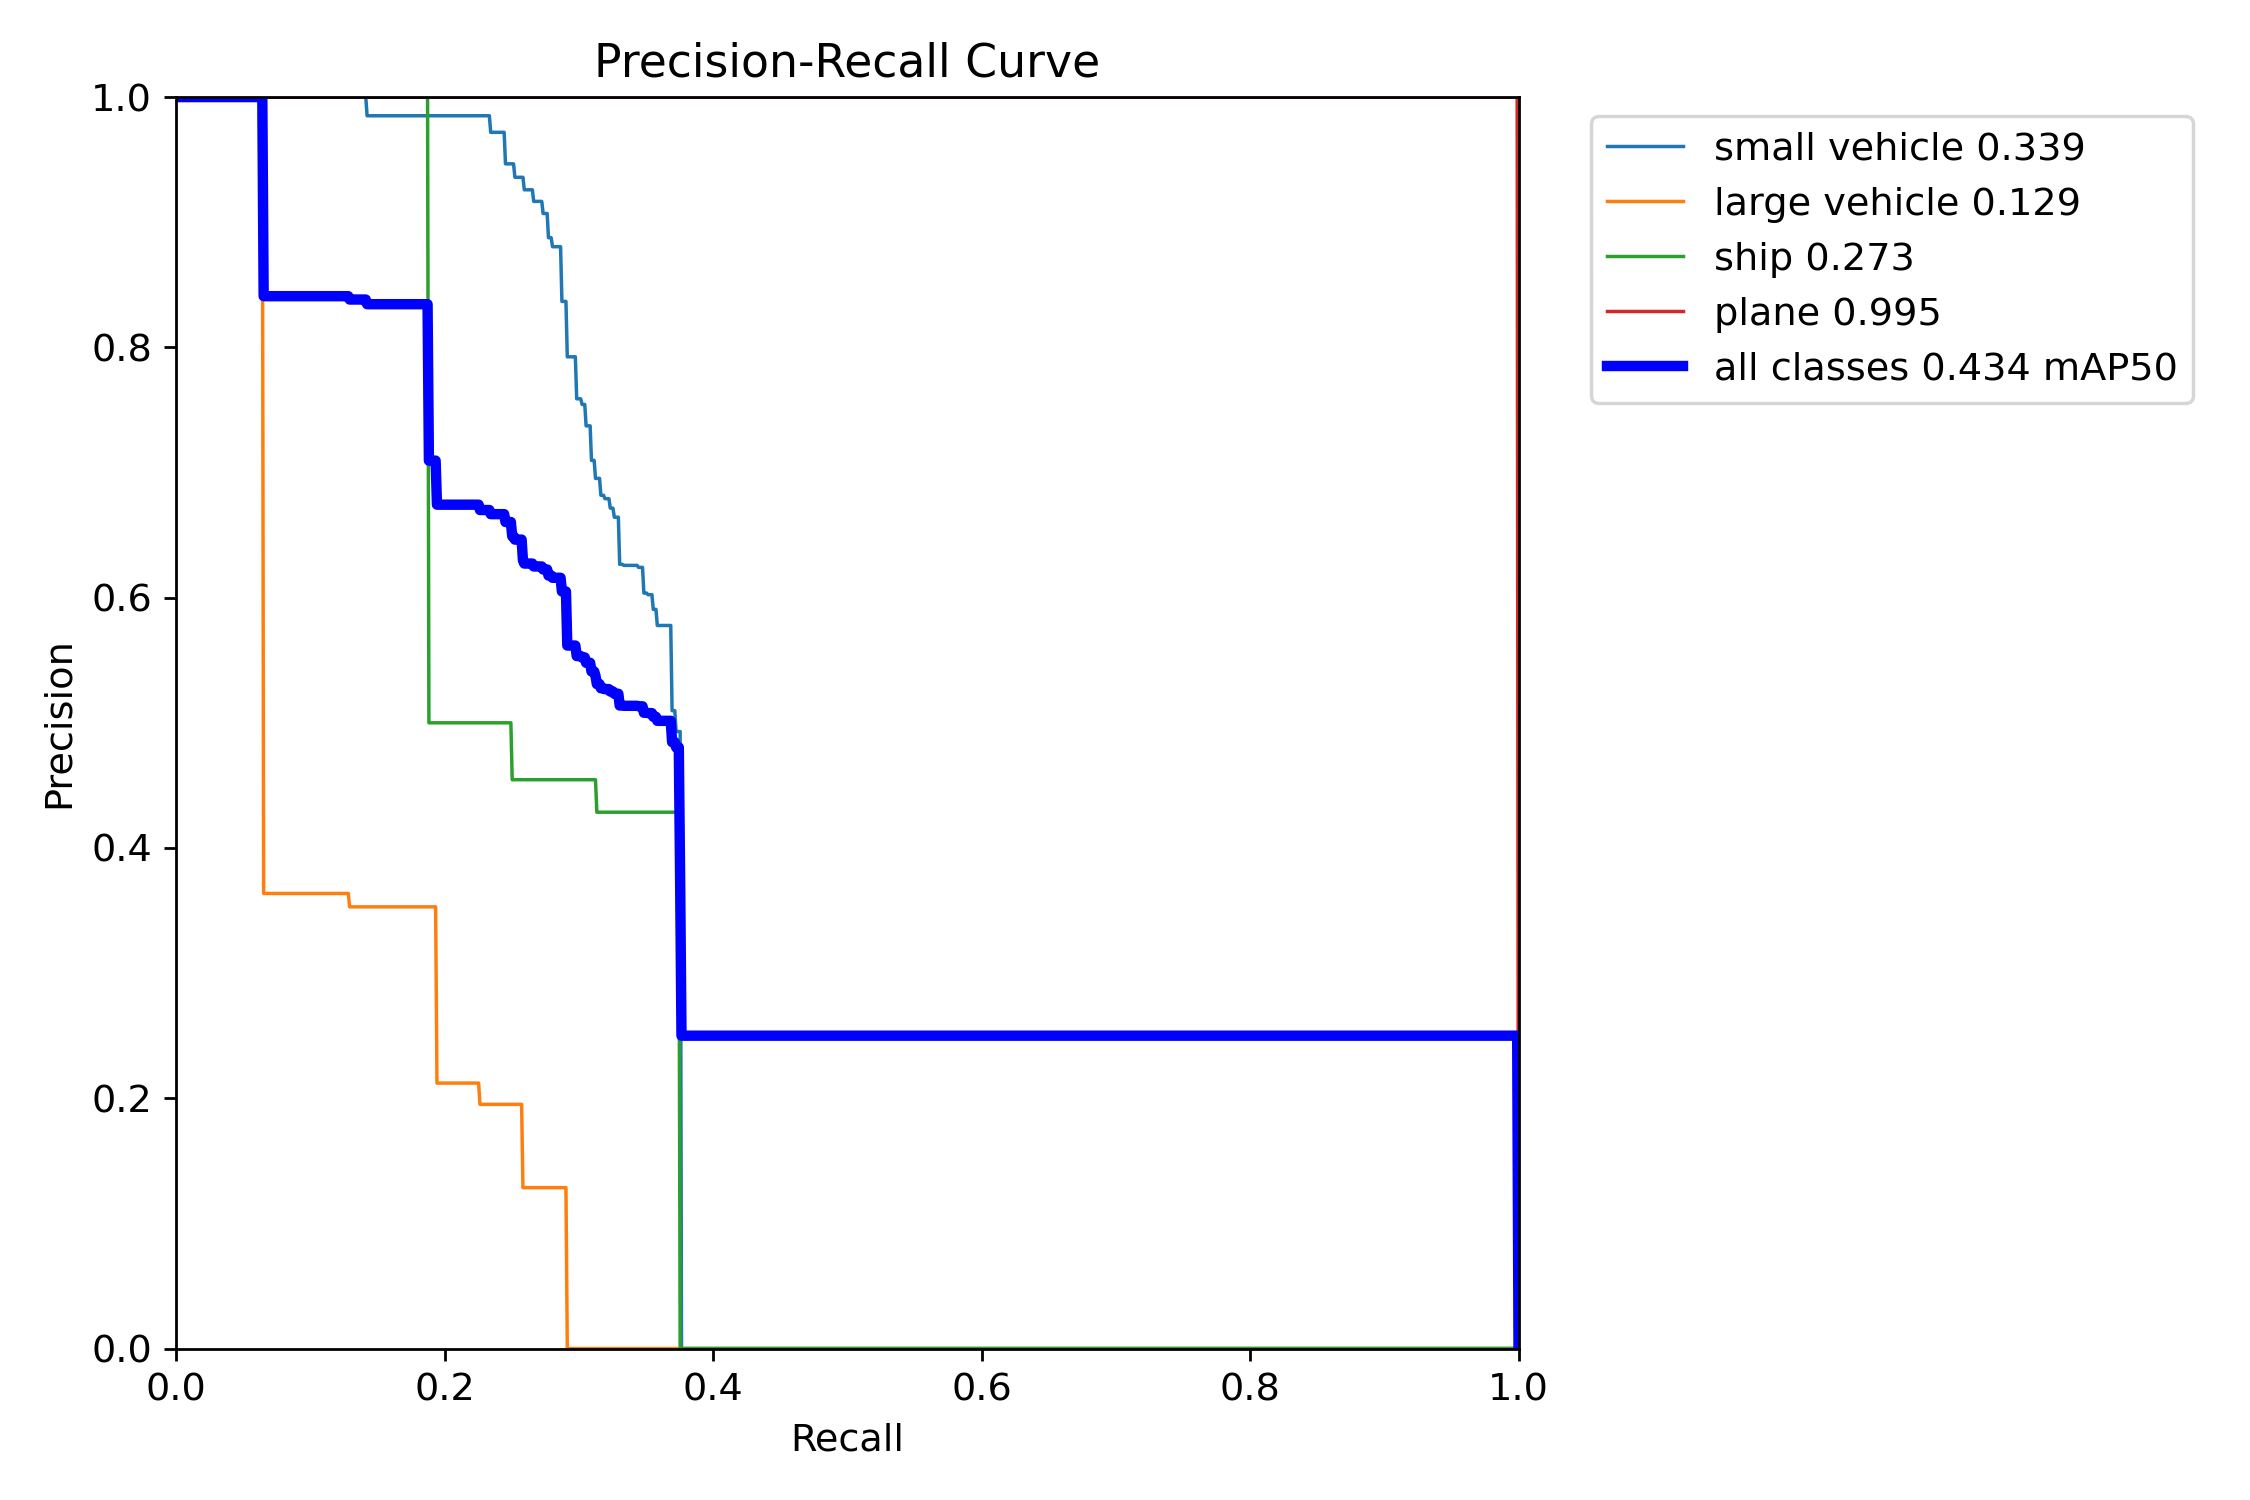 Precision-Recall Curve
1.0
0.8
0.6
0.4
0.2
0.0
Precision
0.0 0.2 0.4 0.6 0.8 1.0
Recall
small vehicle 0.339
large vehicle 0.129
ship 0.273
plane 0.995
all classes 0.434 mAP50